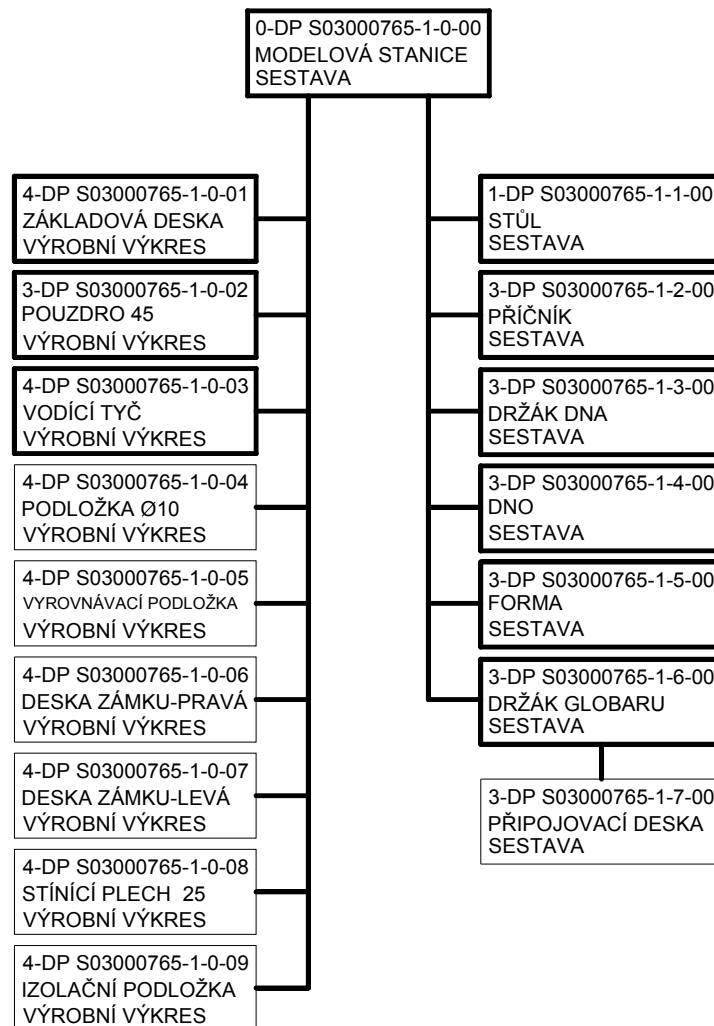 0-DP S03000765-1-0-00
MODELOVÁ STANICE
SESTAVA
4-DP S03000765-1-0-01
ZÁKLADOVÁ DESKA
VÝROBNÍ VÝKRES
3-DP S03000765-1-0-02
POUZDRO 45
VÝROBNÍ VÝKRES
4-DP S03000765-1-0-03
VODÍCÍ TYČ
VÝROBNÍ VÝKRES
4-DP S03000765-1-0-04
PODLOŽKA Ø10
VÝROBNÍ VÝKRES
4-DP S03000765-1-0-05
VYROVNÁVACÍ PODLOŽKA
VÝROBNÍ VÝKRES
4-DP S03000765-1-0-06
DESKA ZÁMKU-PRAVÁ
VÝROBNÍ VÝKRES
4-DP S03000765-1-0-07
DESKA ZÁMKU-LEVÁ
VÝROBNÍ VÝKRES
4-DP S03000765-1-0-08
STÍNÍCÍ PLECH 25
VÝROBNÍ VÝKRES
4-DP S03000765-1-0-09
IZOLAČNÍ PODLOŽKA
VÝROBNÍ VÝKRES
1-DP S03000765-1-1-00
STŮL
SESTAVA
3-DP S03000765-1-2-00
PŘÍČNÍK
SESTAVA
3-DP S03000765-1-3-00
DRŽÁK DNA
SESTAVA
3-DP S03000765-1-4-00
DNO
SESTAVA
3-DP S03000765-1-5-00
FORMA
SESTAVA
3-DP S03000765-1-6-00
DRŽÁK GLOBARU
SESTAVA
3-DP S03000765-1-7-00
PŘIPOJOVACÍ DESKA
SESTAVA